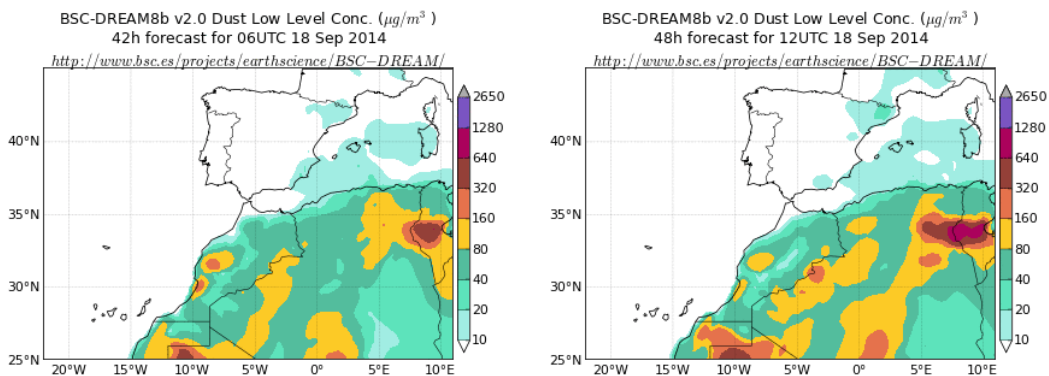 BSC-DREAM8b v2.0 Dust Low Level Conc. (μg/m³ )
42h forecast for 06UTC 18 Sep 2014
http://www.bsc.es/projects/earthscience/BSC−DREAM/
40°N
35°N
30°N
25°N
20°W
15°W
10°W
5°W
0°
5°E
10°E
2650
1280
640
320
160
80
40
20
10
BSC-DREAM8b v2.0 Dust Low Level Conc. (μg/m³ )
48h forecast for 12UTC 18 Sep 2014
http://www.bsc.es/projects/earthscience/BSC−DREAM/
40°N
35°N
30°N
25°N
20°W
15°W
10°W
5°W
0°
5°E
10°E
2650
1280
640
320
160
80
40
20
10